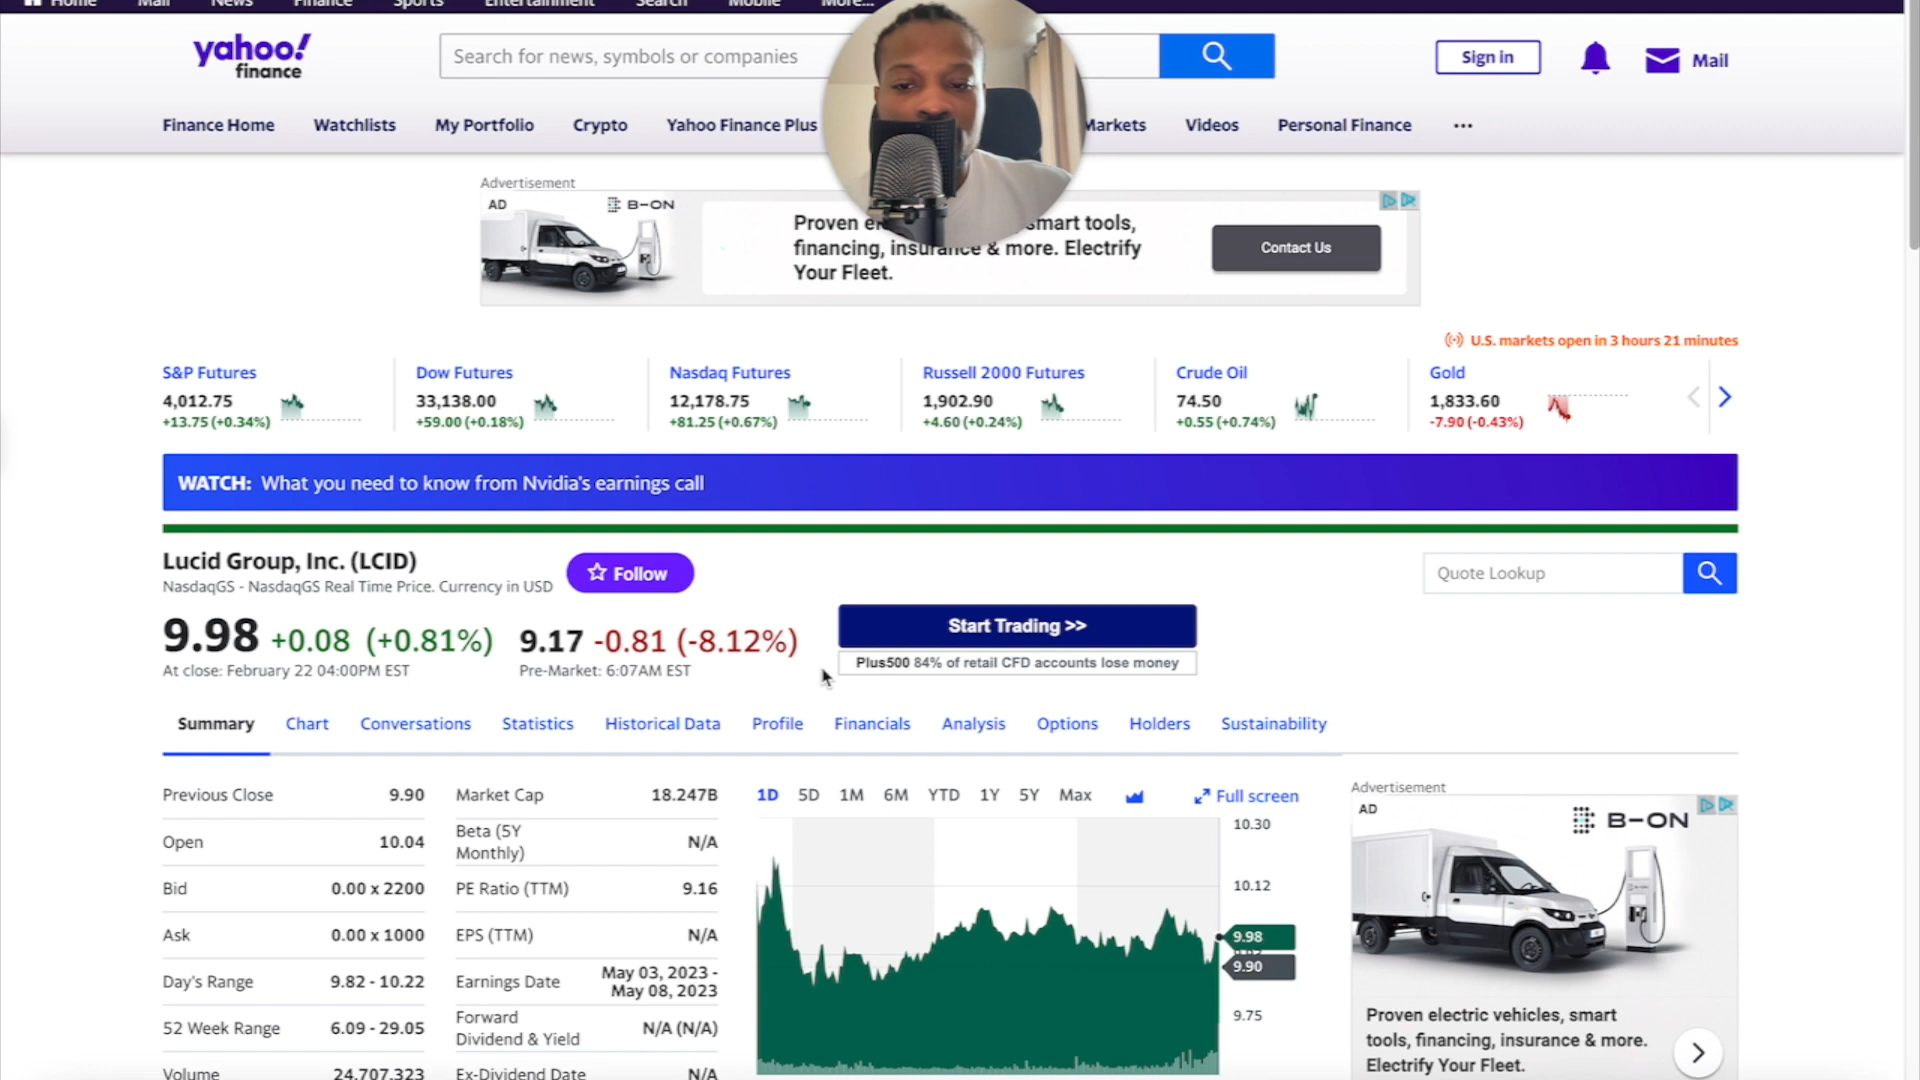 Home Mail News Finance Sports Entertainment Search Mobile More...
yahoo!
finance
Search for news, symbols or companies
Sign in
Mail
Finance Home Watchlists My Portfolio Crypto Yahoo Finance Plus Markets Videos Personal Finance ...
Advertisement
AD
B-ON
Proven smart tools,
financing, insurance & more. Electrify
Your Fleet.
Contact Us
U.S. markets open in 3 hours 21 minutes
S&P Futures
4,012.75
+13.75 (+0.34%)
Dow Futures
33,138.00
+59.00 (+0.18%)
Nasdaq Futures
12,178.75
+81.25 (+0.67%)
Russell 2000 Futures
1,902.90
+4.60 (+0.24%)
Crude Oil
74.50
+0.55 (+0.74%)
Gold
1,833.60
-7.90 (-0.43%)
WATCH: What you need to know from Nvidia's earnings call
Lucid Group, Inc. (LCID)
NasdaqGS - NasdaqGS Real Time Price. Currency in USD
Follow
Quote Lookup
9.98 +0.08 (+0.81%)
At close: February 22 04:00PM EST
9.17 -0.81 (-8.12%)
Pre-Market: 6:07AM EST
Start Trading >>
Plus500 84% of retail CFD accounts lose money
Summary Chart Conversations Statistics Historical Data Profile Financials Analysis Options Holders Sustainability
Previous Close 9.90
Open 10.04
Bid 0.00 x 2200
Ask 0.00 x 1000
Day's Range 9.82 - 10.22
52 Week Range 6.09 - 29.05
Volume 24,707,323
Market Cap 18.247B
Beta (5Y
Monthly) N/A
PE Ratio (TTM) 9.16
EPS (TTM) N/A
Earnings Date May 03, 2023 -
May 08, 2023
Forward
Dividend & Yield N/A (N/A)
Ex-Dividend Date N/A
1D 5D 1M 6M YTD 1Y 5Y Max
Full screen
10.30
10.12
9.98
9.90
9.75
Advertisement
AD
B-ON
Proven electric vehicles, smart
tools, financing, insurance & more.
Electrify Your Fleet.